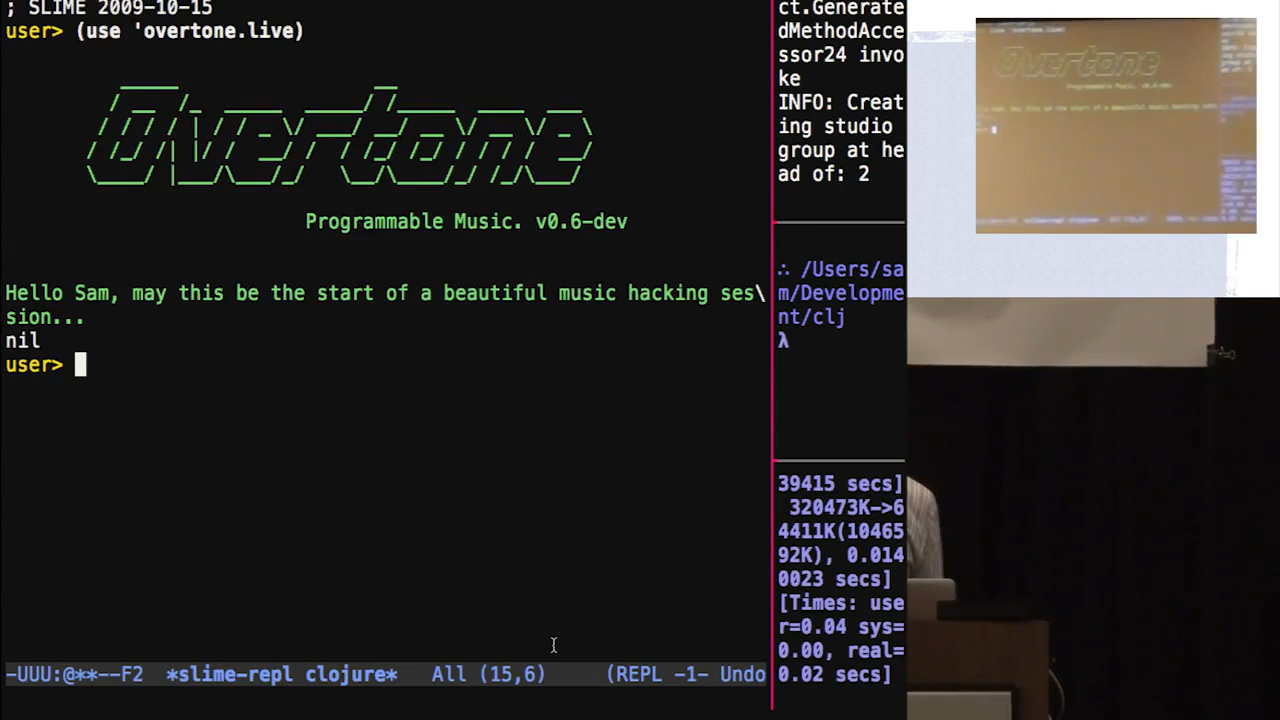 ; SLIME 2009-10-15
user> (use 'overtone.live)
Overtone
Programmable Music. v0.6-dev
Hello Sam, may this be the start of a beautiful music hacking ses\
sion...
nil
user>
-UUU:@**--F2 *slime-repl clojure* All (15,6) (REPL -1- Undo
ct.Generate
dMethodAcce
ssor24 invo
ke
INFO: Creat
ing studio
group at he
ad of: 2
∴ /Users/sa
m/Developme
nt/clj
λ
39415 secs]
320473K->6
4411K(10465
92K), 0.014
0023 secs]
[Times: use
r=0.04 sys=
0.00, real=
0.02 secs]